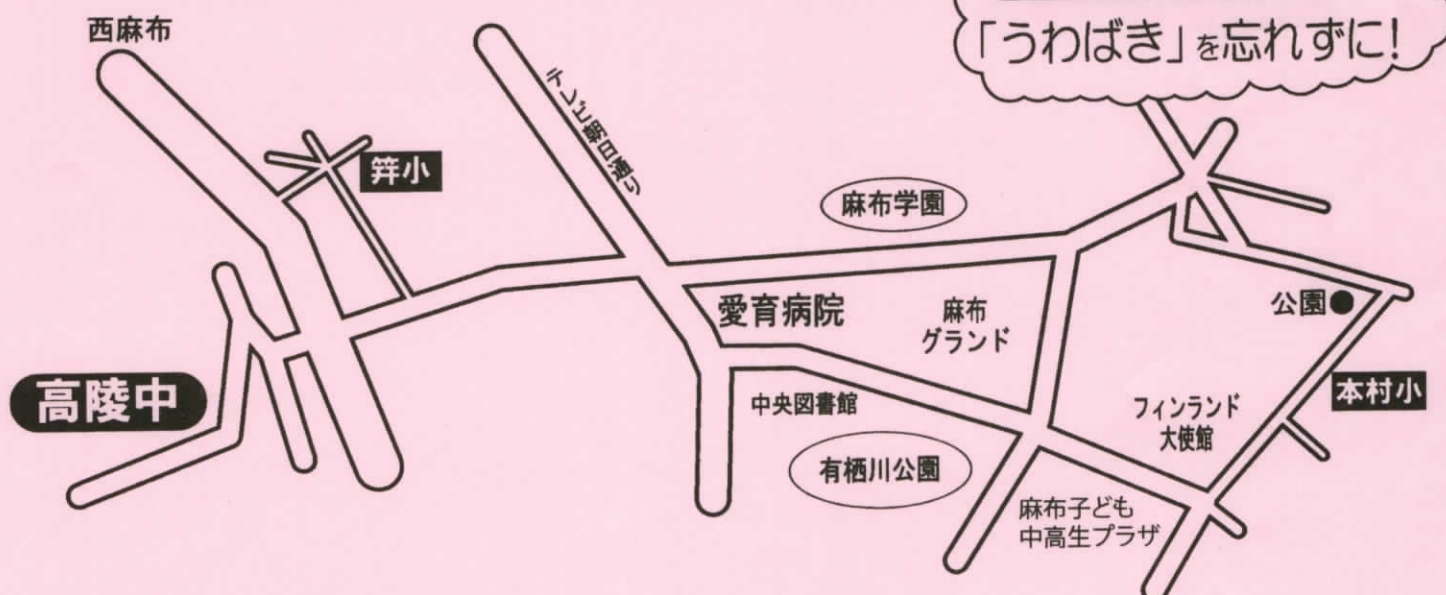 西麻布
「うわばき」を忘れずに!
テレビ朝日通り
笄小
麻布学園
愛育病院
麻布
グランド
公園
高陵中
中央図書館
フィンランド
大使館
本村小
有栖川公園
麻布子ども
中高生プラザ